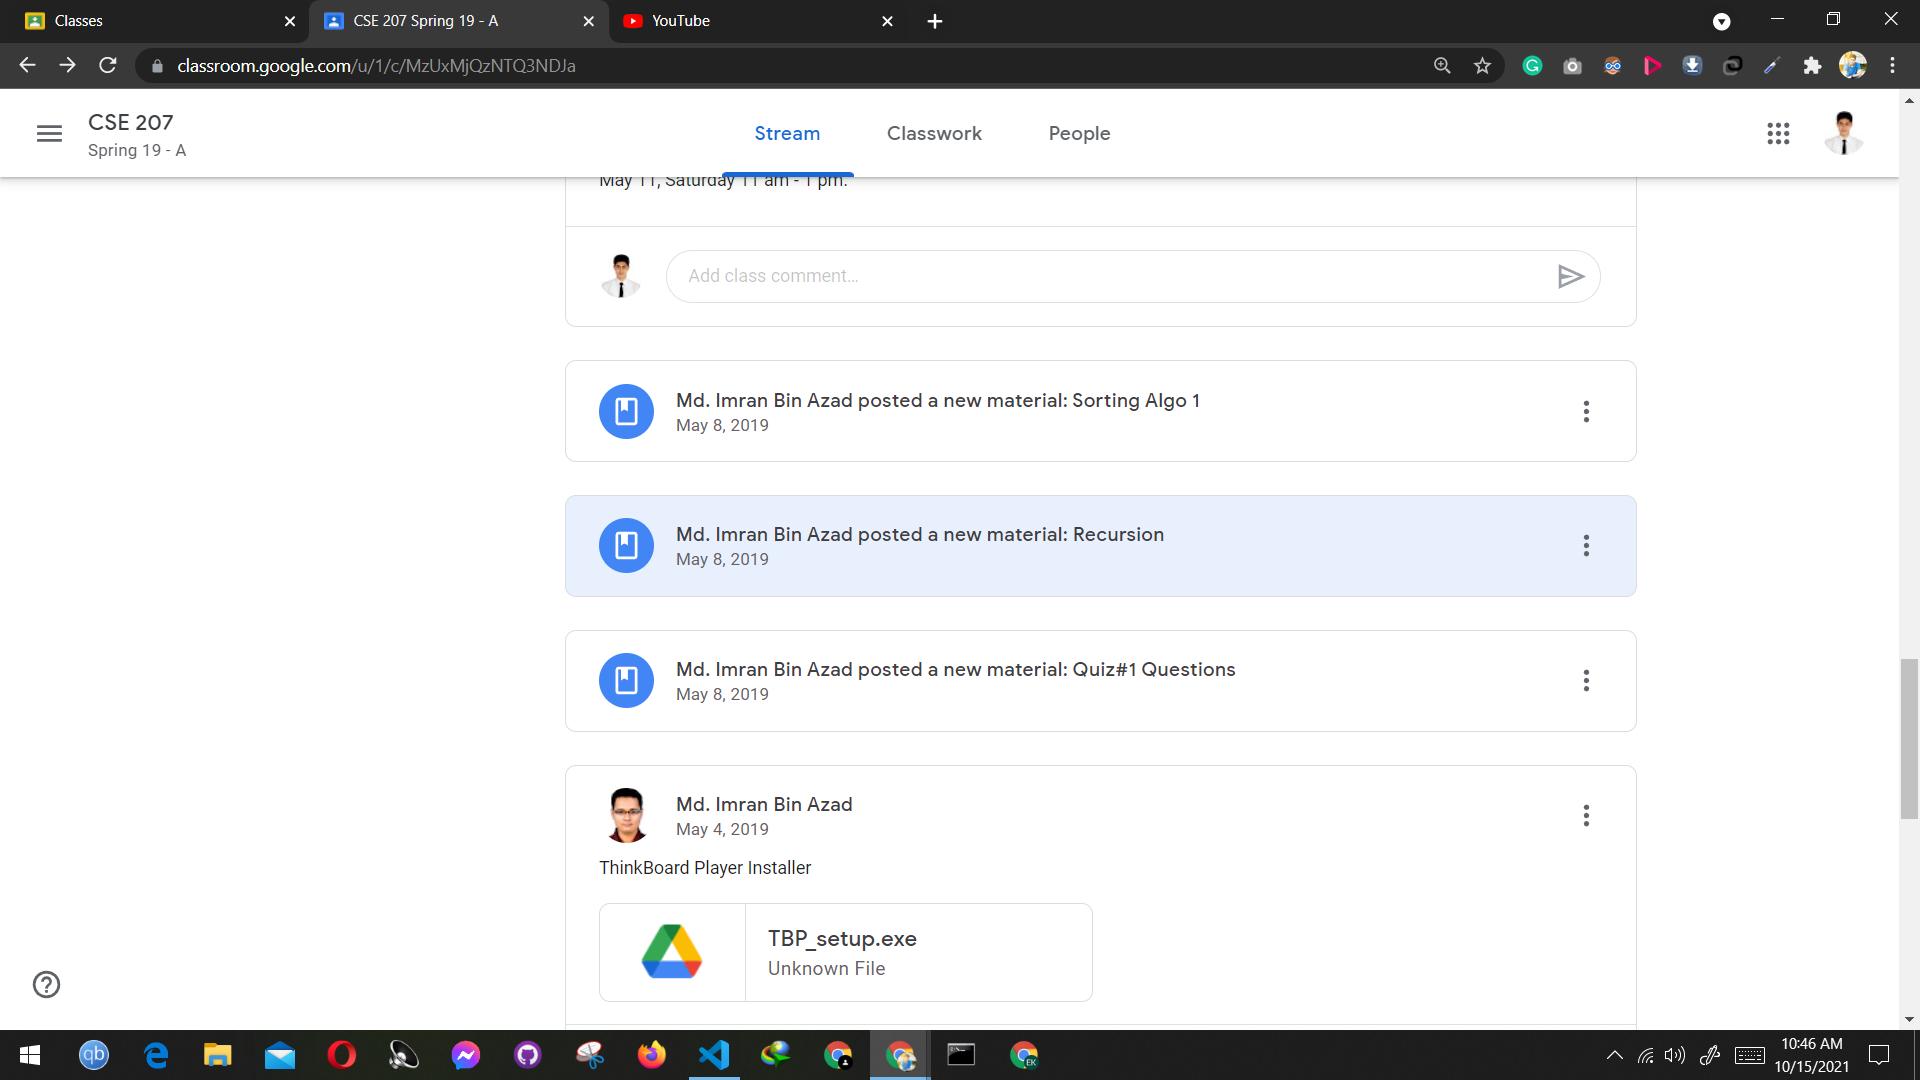 Classes
CSE 207 Spring 19 - A
YouTube
classroom.google.com/u/1/c/MzUxMjQzNTQ3NDJa
CSE 207
Spring 19 - A
Stream
Classwork
People
May 11, Saturday 11 am - 1 pm.
Add class comment...
Md. Imran Bin Azad posted a new material: Sorting Algo 1
May 8, 2019
Md. Imran Bin Azad posted a new material: Recursion
May 8, 2019
Md. Imran Bin Azad posted a new material: Quiz#1 Questions
May 8, 2019
Md. Imran Bin Azad
May 4, 2019
ThinkBoard Player Installer
TBP_setup.exe
Unknown File
qb
EK
10:46 AM
10/15/2021